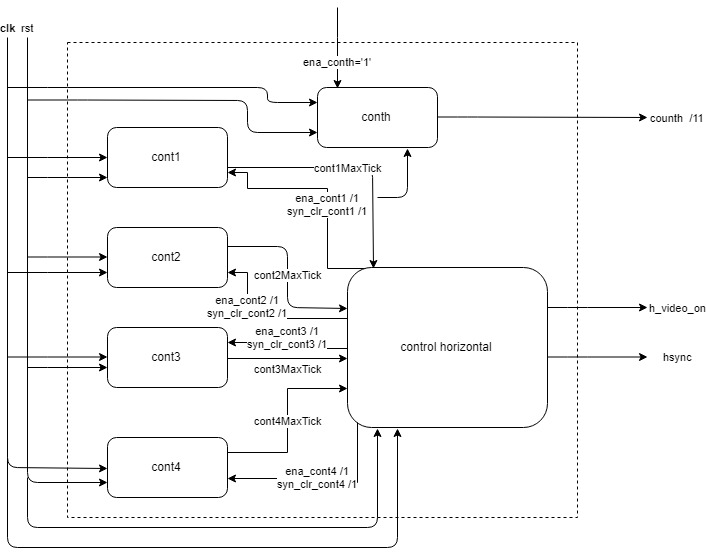 clk rst
ena_conth='1'
conth
counth /11
cont1
cont1MaxTick
ena_cont1 /1
syn_clr_cont1 /1
cont2
cont2MaxTick
ena_cont2 /1
syn_clr_cont2 /1
h_video_on
ena_cont3 /1
syn_clr_cont3 /1
control horizontal
cont3
hsync
cont3MaxTick
cont4MaxTick
cont4
ena_cont4 /1
syn_clr_cont4 /1